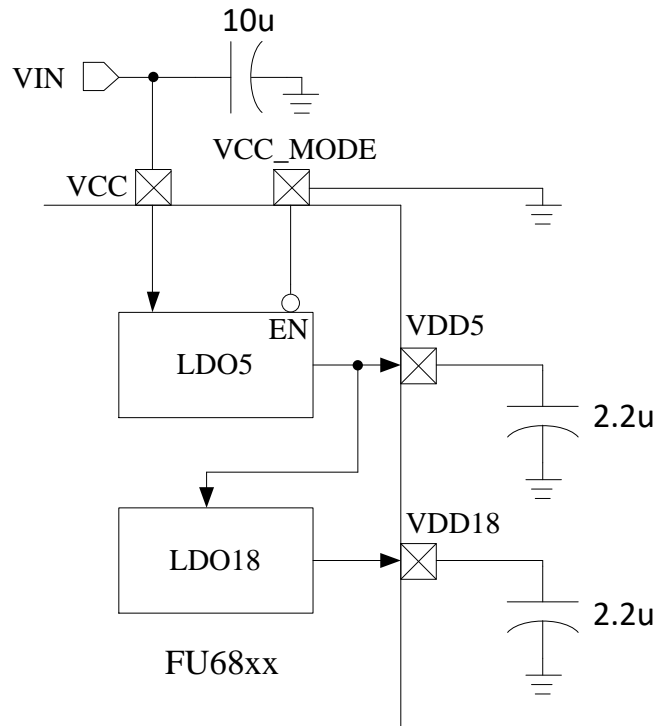 10u
VIN
VCC_MODE
VCC
EN
VDD5
LDO5
2.2u
VDD18
LDO18
2.2u
FU68xx